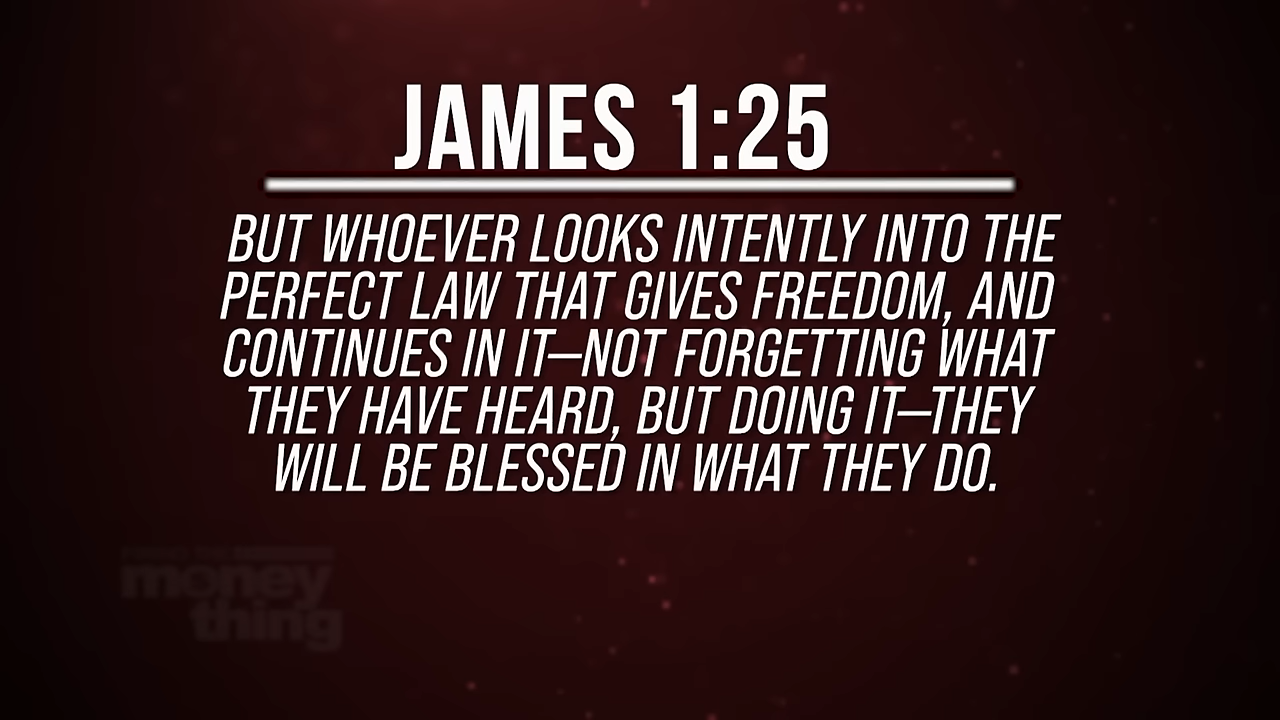 JAMES 1:25
BUT WHOEVER LOOKS INTENTLY INTO THE
PERFECT LAW THAT GIVES FREEDOM, AND
CONTINUES IN IT—NOT FORGETTING WHAT
THEY HAVE HEARD, BUT DOING IT—THEY
WILL BE BLESSED IN WHAT THEY DO.
money
thing